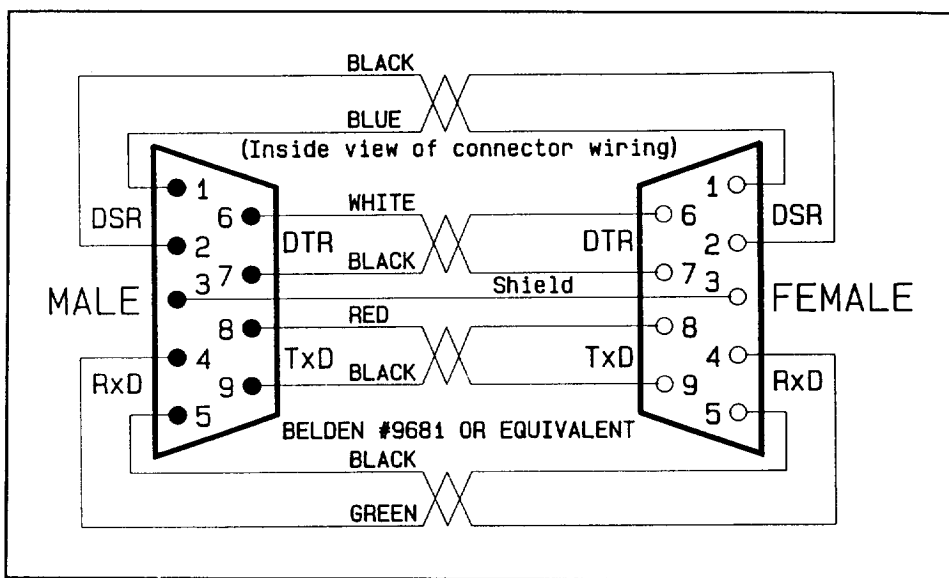 BLACK
BLUE
(Inside view of connector wiring)
1
6
WHITE
6
1
DSR
DTR
DTR
DSR
2
7
BLACK
7
2
3
Shield
3
MALE
FEMALE
8
RED
8
4
TxD
TxD
4
RxD
9
BLACK
9
RxD
5
BELDEN #9681 OR EQUIVALENT
5
BLACK
GREEN